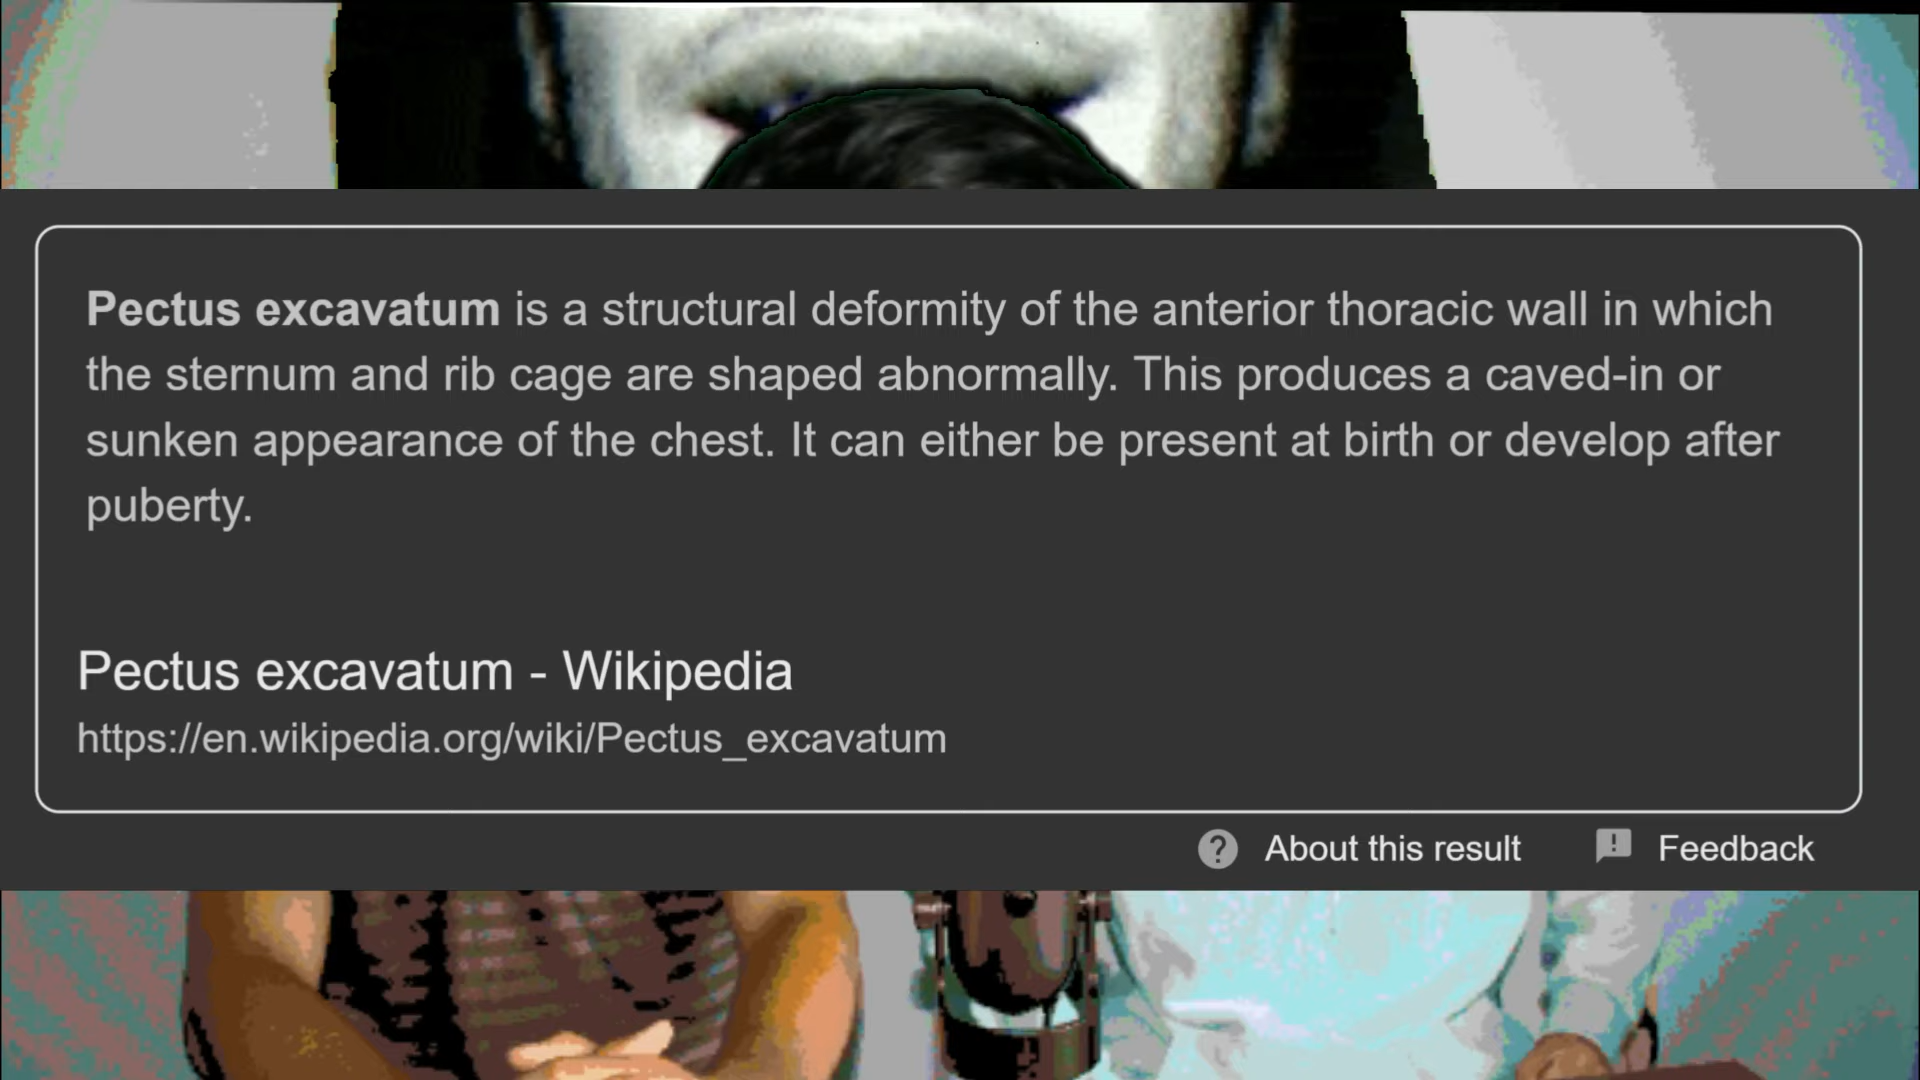 Pectus excavatum is a structural deformity of the anterior thoracic wall in which
the sternum and rib cage are shaped abnormally. This produces a caved-in or
sunken appearance of the chest. It can either be present at birth or develop after
puberty.
Pectus excavatum - Wikipedia
https://en.wikipedia.org/wiki/Pectus_excavatum
About this result
Feedback